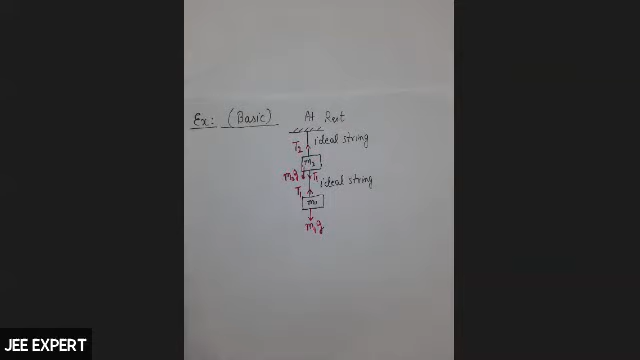 Ex: (Basic) At Rest
ideal string
T₂
m₂
m₂g T₁
ideal string
T₁
m₁
m₁g
JEE EXPERT